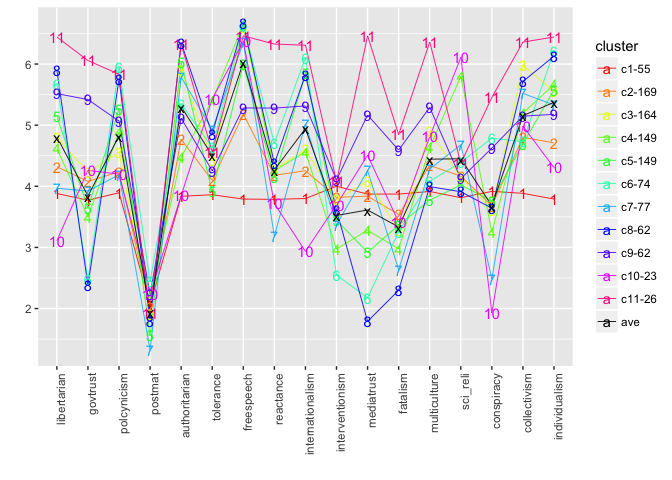 cluster
a c1-55
a c2-169
a c3-164
a c4-149
a c5-149
a c6-74
a c7-77
a c8-62
a c9-62
a c10-23
a c11-26
a ave
6
5
4
3
2
libertarian
govtrust
polcynicism
postmat
authoritarian
tolerance
freespeech
reactance
internationalism
interventionism
mediatrust
fatalism
multiculture
sci_reli
conspiracy
collectivism
individualism